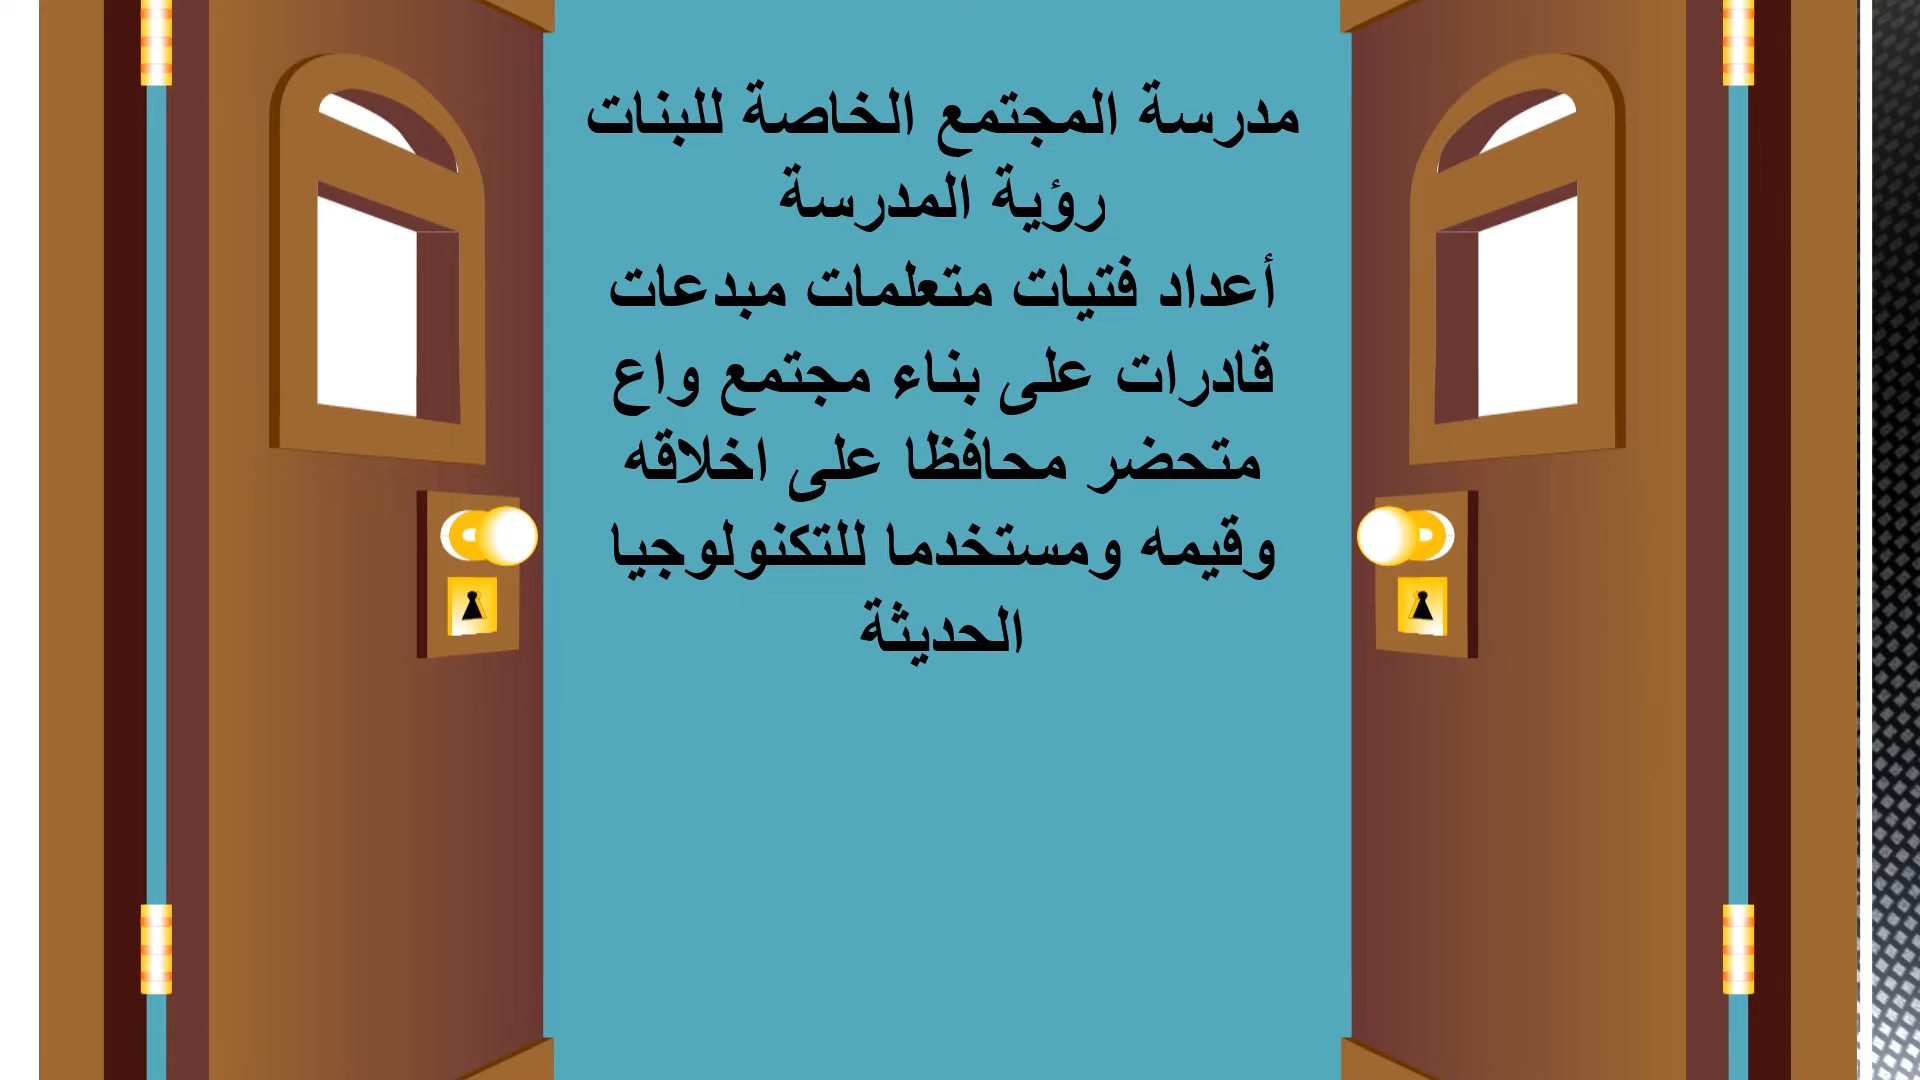 مدرسة المجتمع الخاصة للبنات
رؤية المدرسة
أعداد فتيات متعلمات مبدعات
قادرات على بناء مجتمع واع
متحضر محافظا على اخلاقه
وقيمه ومستخدما للتكنولوجيا
الحديثة